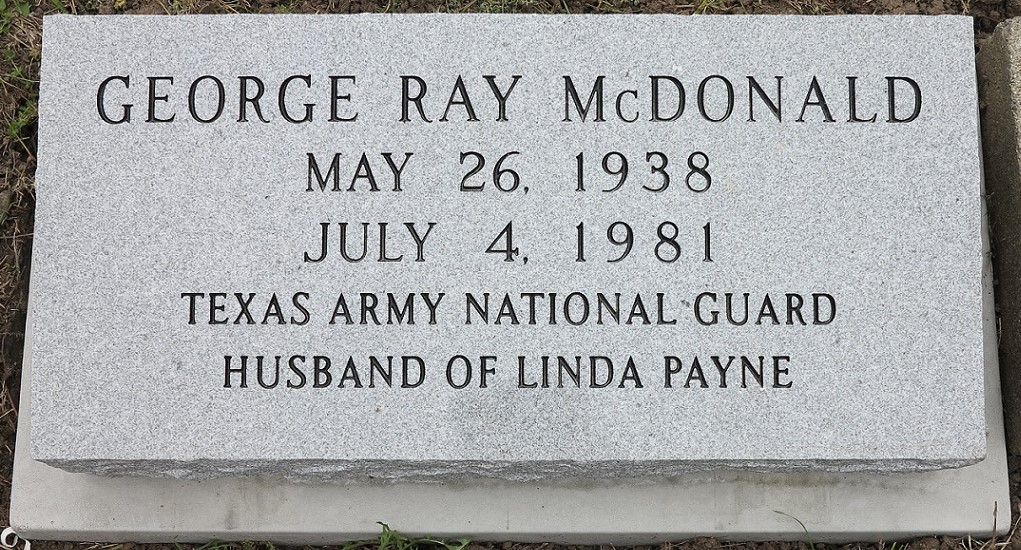 GEORGE RAY McDONALD
MAY 26, 1938
JULY 4, 1981
TEXAS ARMY NATIONAL GUARD
HUSBAND OF LINDA PAYNE